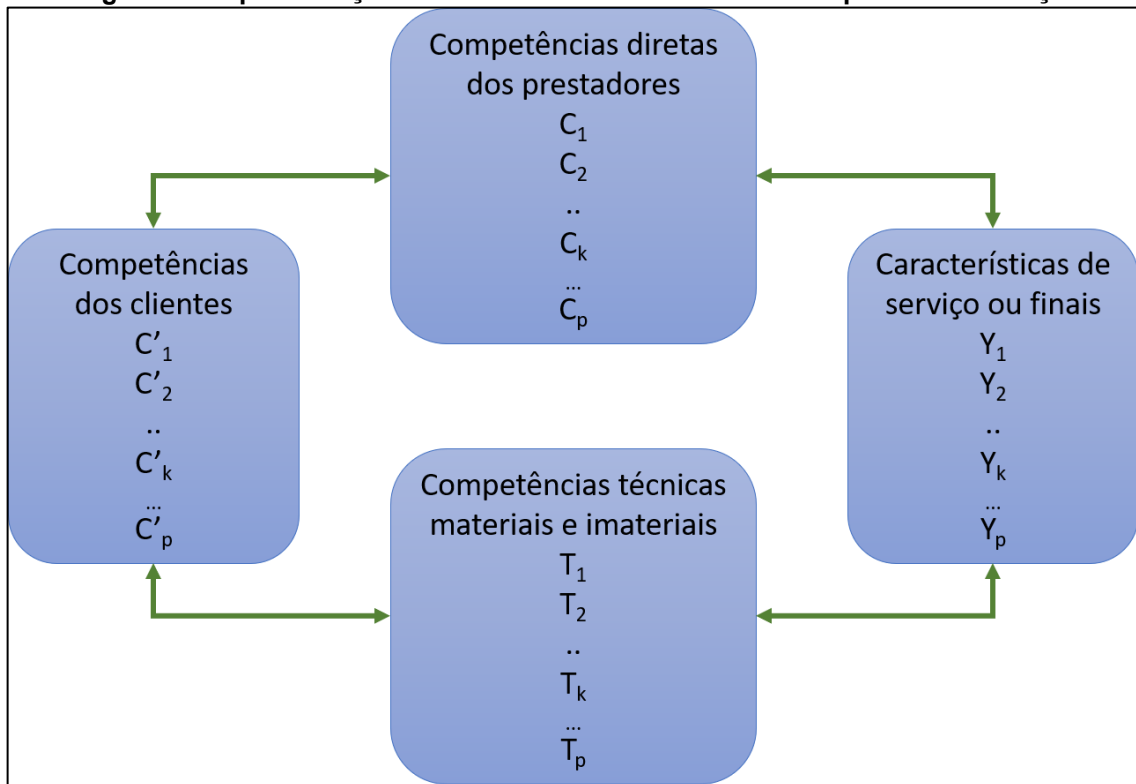 Competências diretas
dos prestadores
C₁
C₂
..
Cₖ
...
Cₚ
Competências
dos clientes
C’₁
C’₂
..
C’ₖ
...
C’ₚ
Caracterísficas de
serviço ou finais
Y₁
Y₂
..
Yₖ
...
Yₚ
Competências técnicas
materiais e imateriais
T₁
T₂
..
Tₖ
...
Tₚ